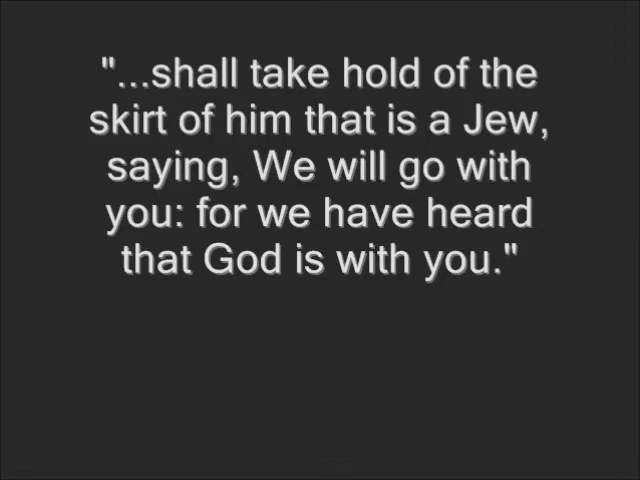 "...shall take hold of the
skirt of him that is a Jew,
saying, We will go with
you: for we have heard
that God is with you."